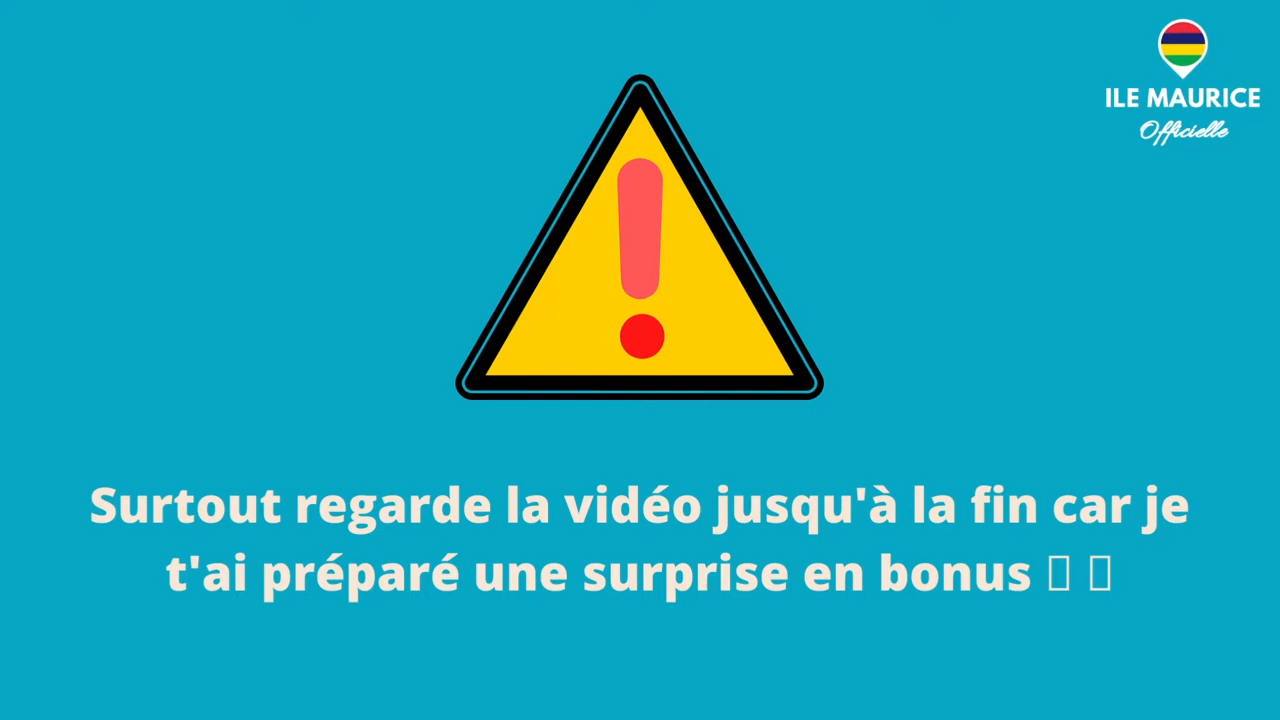 ILE MAURICE
Officielle
Surtout regarde la vidéo jusqu'à la fin car je
t'ai préparé une surprise en bonus